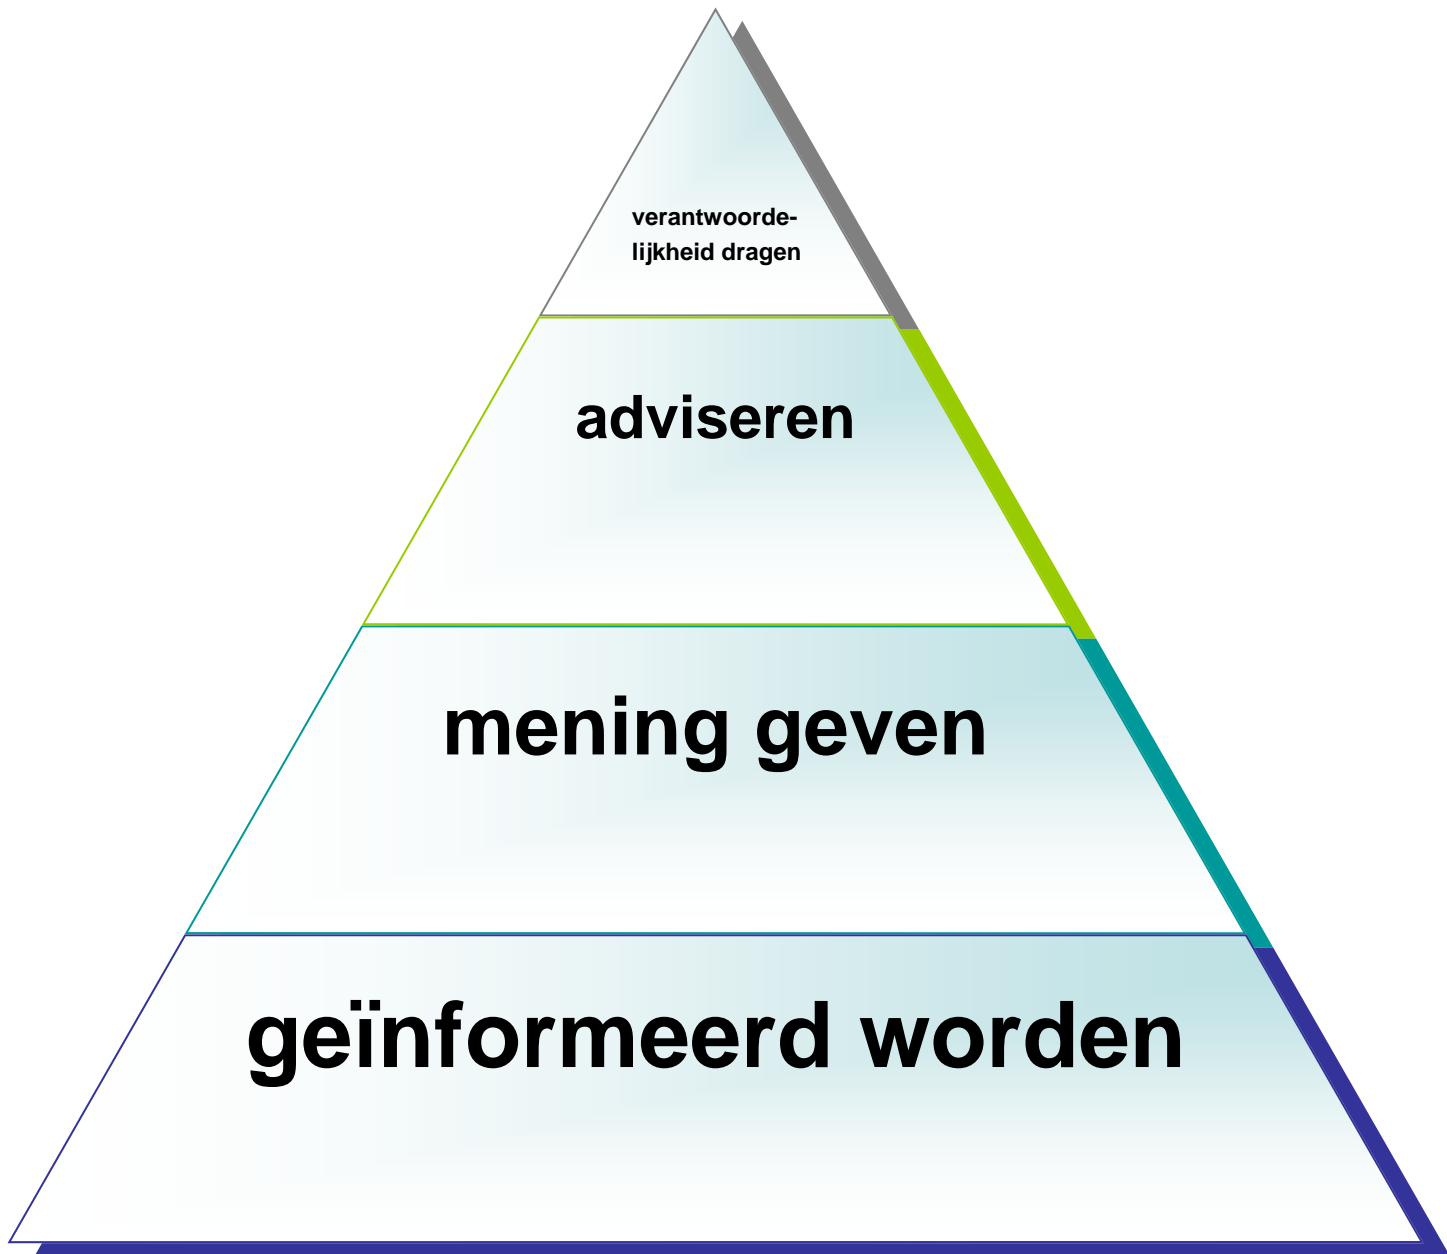 verantwoorde-
lijkheid dragen
adviseren
mening geven
geïnformeerd worden